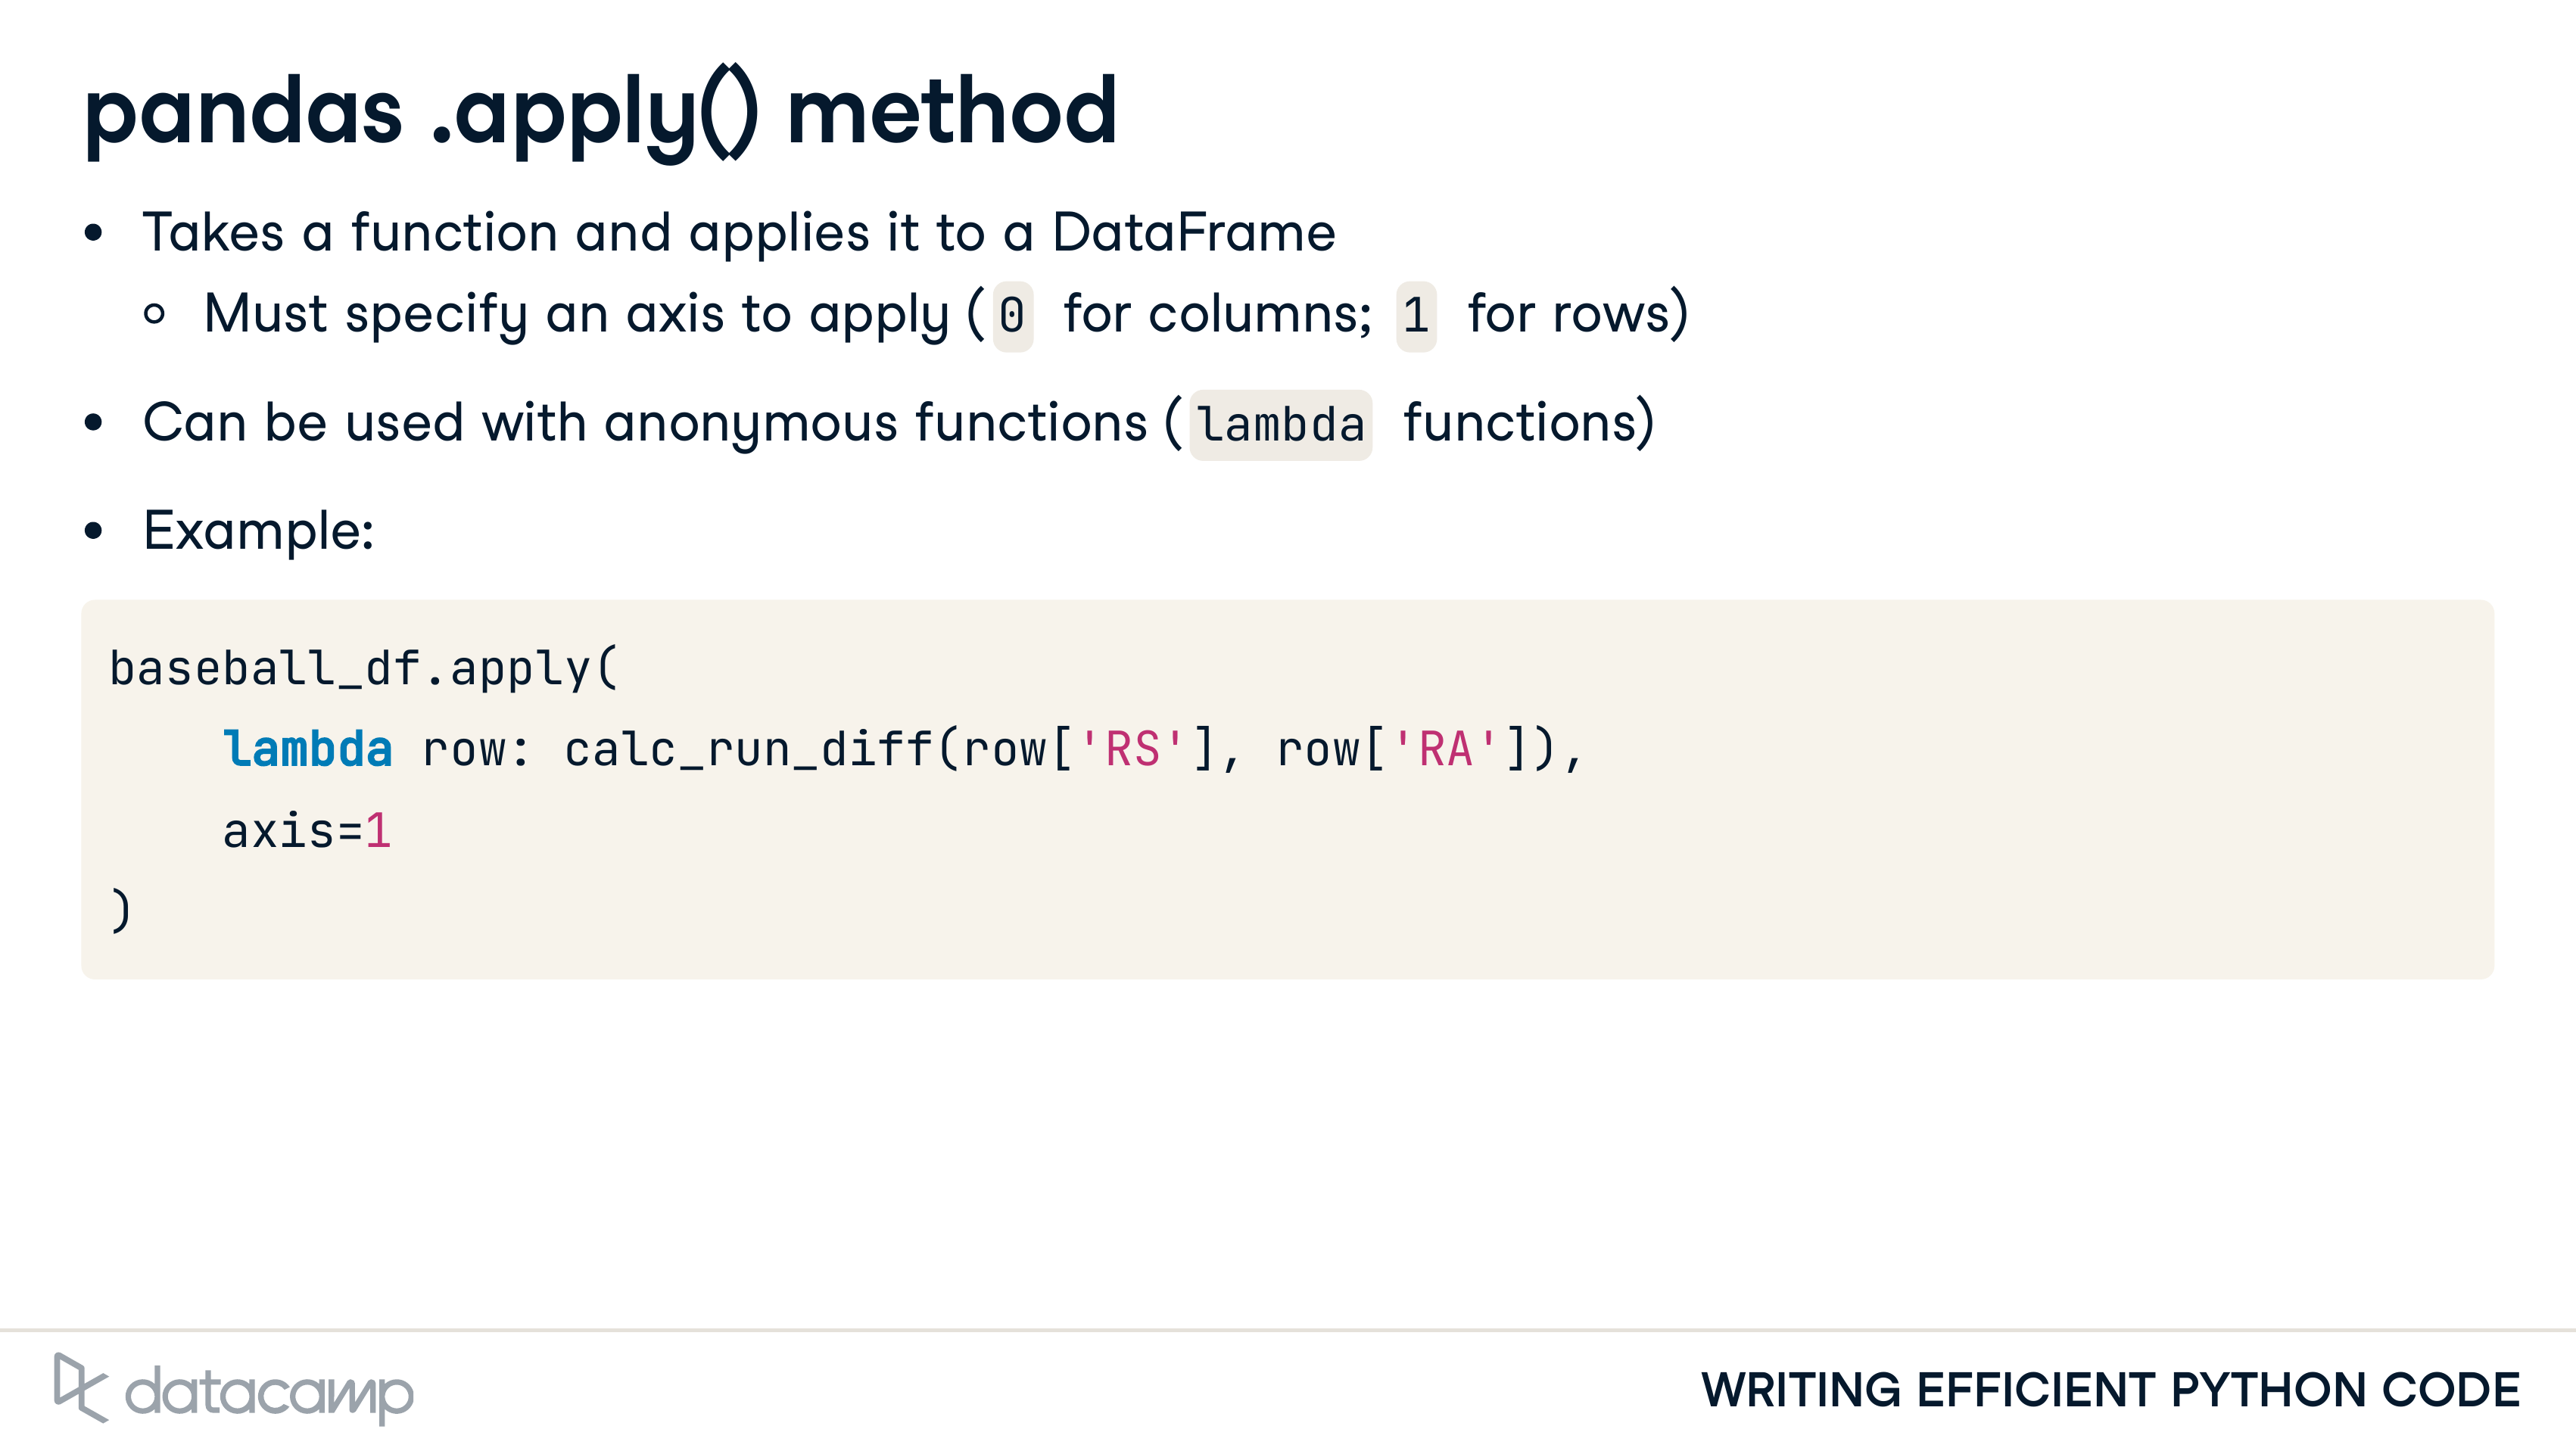 pandas .apply() method
• Takes a function and applies it to a DataFrame
◦ Must specify an axis to apply ( 0 for columns; 1 for rows)
• Can be used with anonymous functions ( lambda functions)
• Example:
baseball_df.apply(
    lambda row: calc_run_diff(row['RS'], row['RA']),
    axis=1
)
datacamp
WRITING EFFICIENT PYTHON CODE